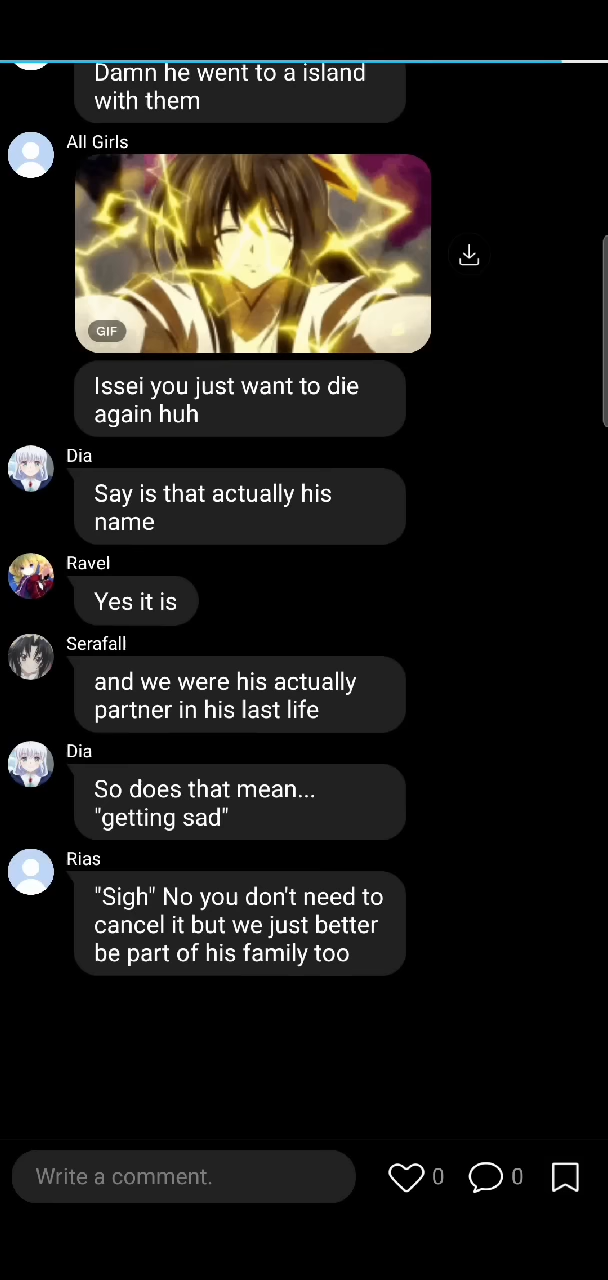 Damn he went to a island
with them
All Girls
GIF
Issei you just want to die
again huh
Dia
Say is that actually his
name
Ravel
Yes it is
Serafall
and we were his actually
partner in his last life
Dia
So does that mean...
"getting sad"
Rias
"Sigh" No you don't need to
cancel it but we just better
be part of his family too
Write a comment.
0
0